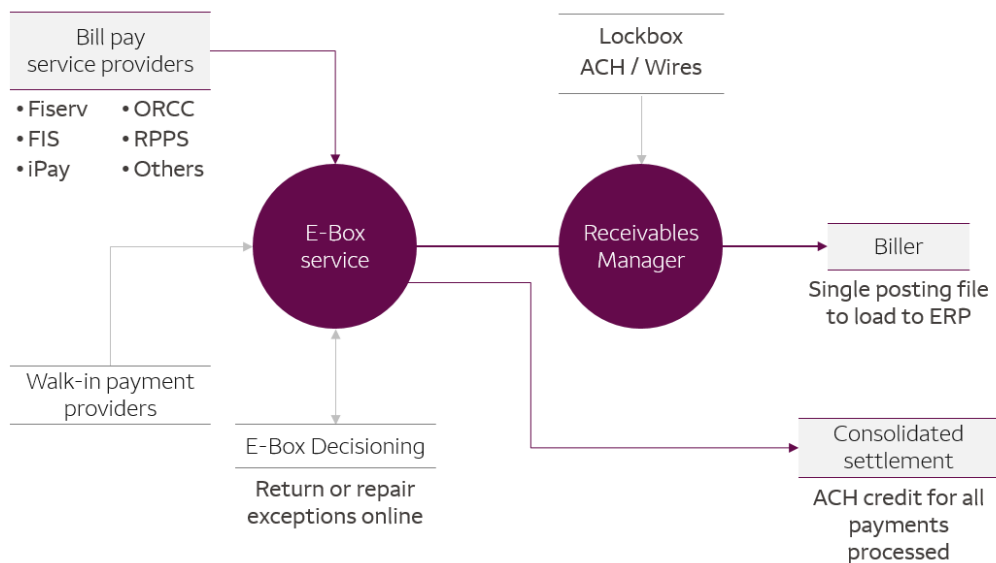 Bill pay
service providers
• Fiserv
• FIS
• iPay
• ORCC
• RPPS
• Others
Lockbox
ACH / Wires
E-Box
service
Receivables
Manager
Biller
Single posting file
to load to ERP
Walk-in payment
providers
E-Box Decisioning
Return or repair
exceptions online
Consolidated
settlement
ACH credit for all
payments
processed